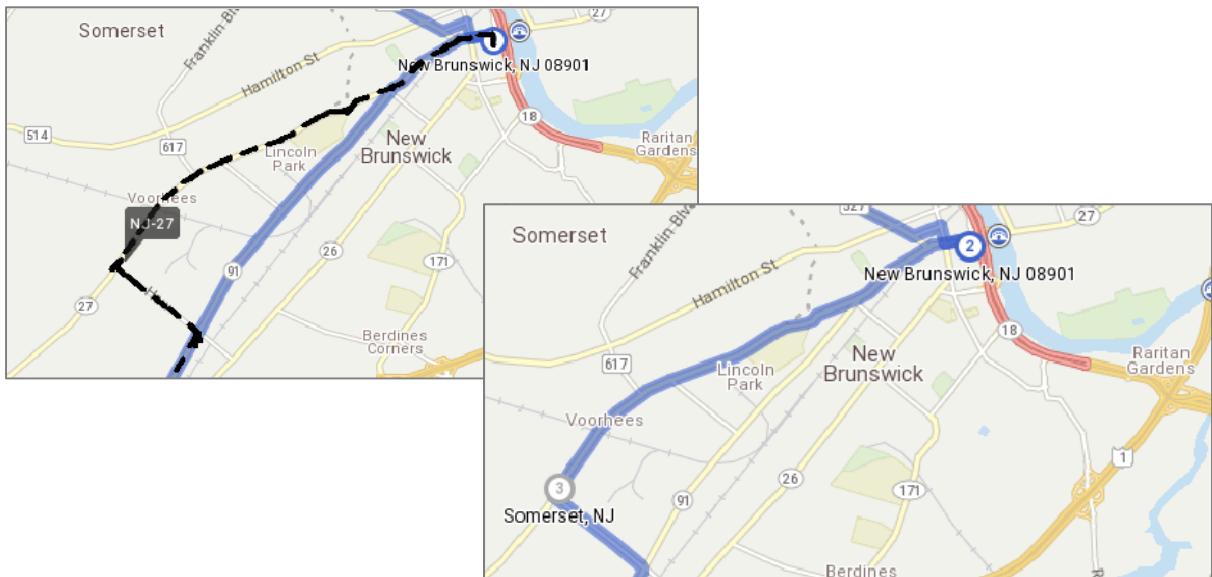 Somerset
Franklin Blv
27
Hamilton St
New Brunswick, NJ 08901
18
514
617
New
Brunswick
Raritan
Gardens
Lincoln
Park
Voorhees
NJ-27
91
26
171
27
Berdines
Corners
527
27
Somerset
Franklin Blv
2
New Brunswick, NJ 08901
Hamilton St
18
617
New
Brunswick
Raritan
Gardens
Lincoln
Park
Voorhees
1
3
91
26
171
Somerset, NJ
Berdines